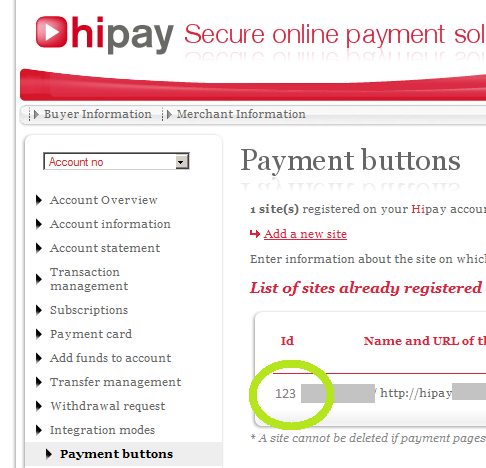 hipay Secure online payment sol
Buyer Information Merchant Information
Account no
Payment buttons
Account Overview
Account information
Account statement
Transaction
management
Subscriptions
Payment card
Add funds to account
Transfer management
Withdrawal request
Integration modes
Payment buttons
1 site(s) registered on your Hipay accou
Add a new site
Enter information about the site on whic
List of sites already registered
Id Name and URL of th
123 / http://hipay
* A site cannot be deleted if payment pages